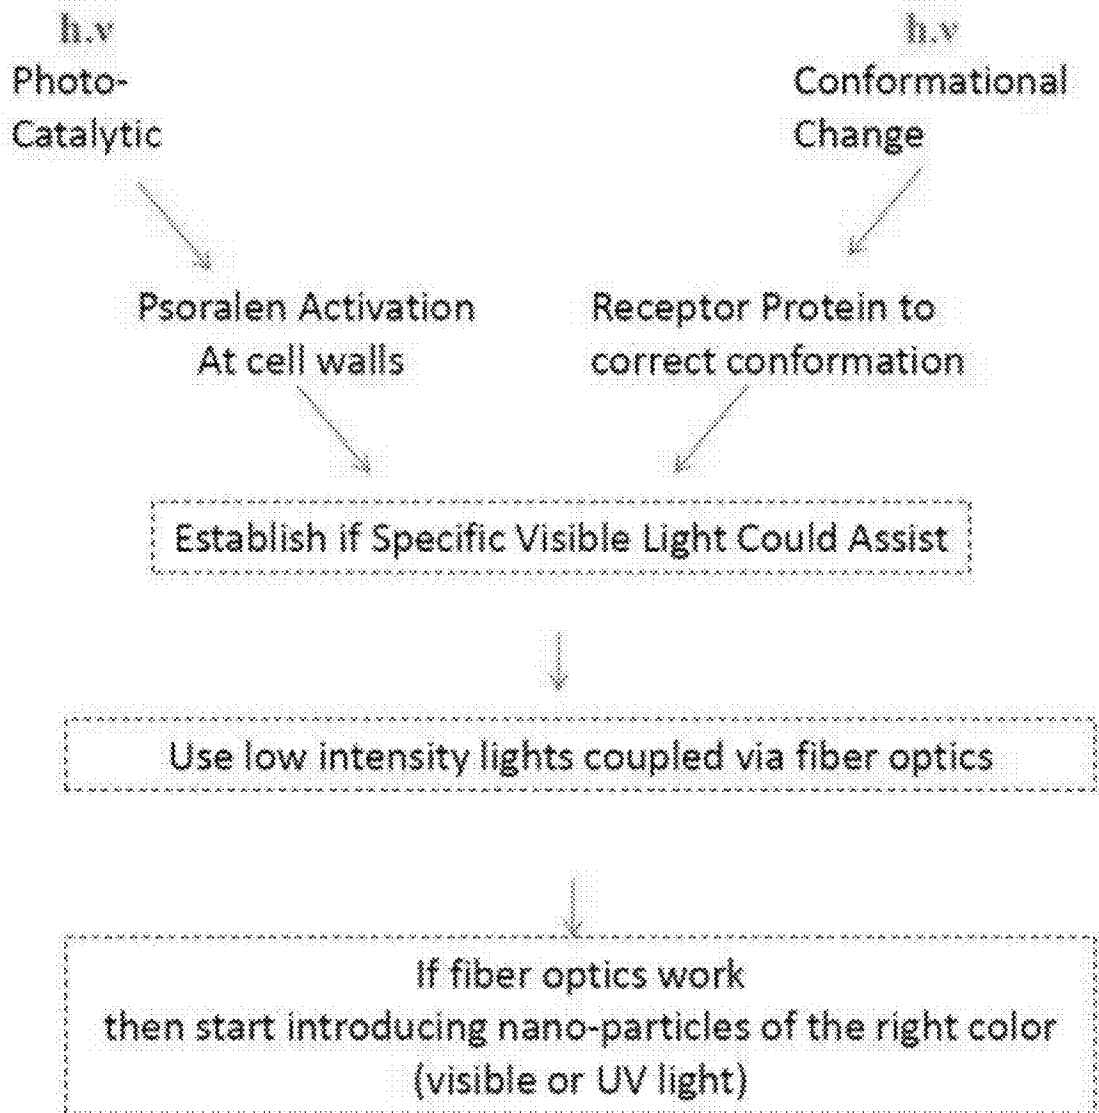 h.v
Photo-
Catalytic
h.v
Conformational
Change
Psoralen Activation
At cell walls
Receptor Protein to
correct conformation
Establish if Specific Visible Light Could Assist
Use low intensity lights coupled via fiber optics
If fiber optics work
then start introducing nano-particles of the right color
(visible or UV light)